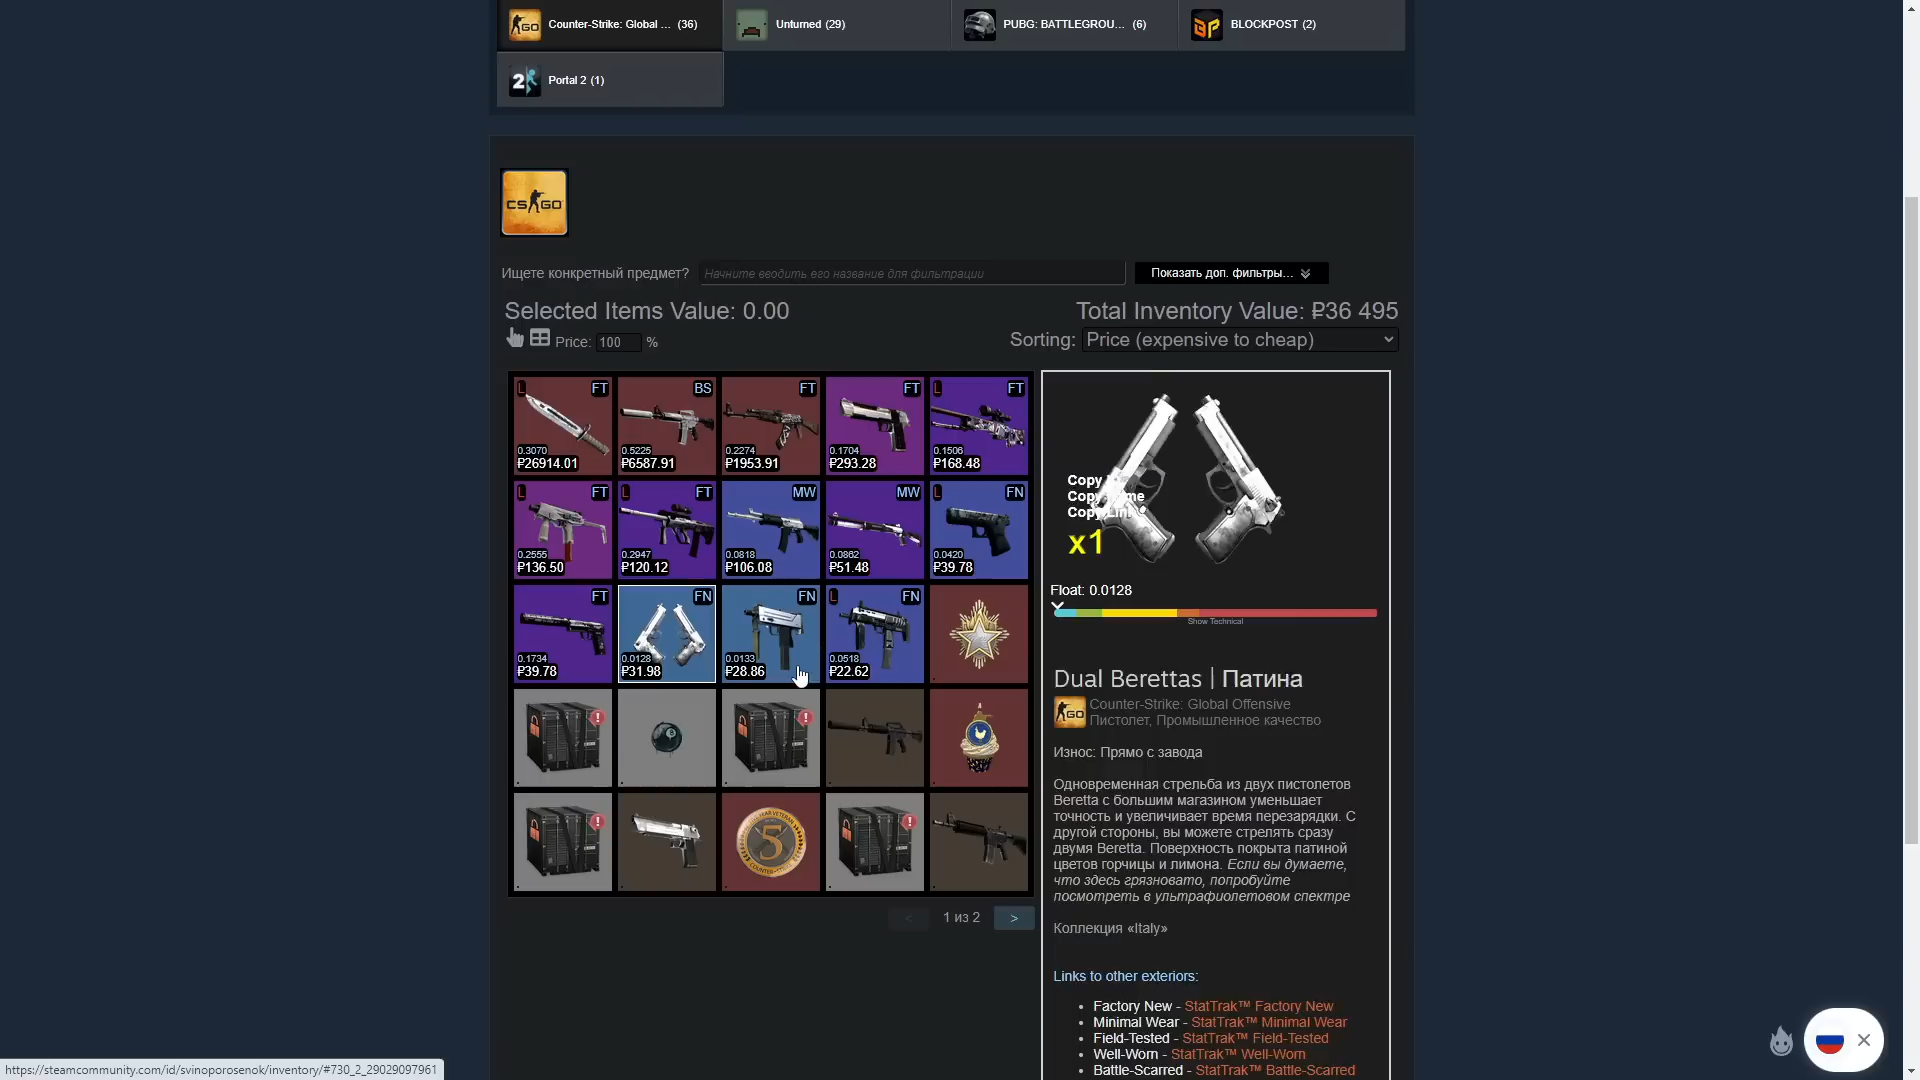 Counter-Strike: Global ... (36)
Unturned (29)
PUBG: BATTLEGROU... (6)
BLOCKPOST (2)
Portal 2 (1)
CS GO
Ищете конкретный предмет?
Начните вводить его название для фильтрации
Показать доп. фильтры...
Selected Items Value: 0.00
Total Inventory Value: ₽36 495
Price: 100 %
Sorting: Price (expensive to cheap)
L FT
0.3070
₽26914.01
BS
0.5225
₽6587.91
FT
0.2274
₽1953.91
FT
0.1704
₽293.28
L FT
0.1506
₽168.48
L FT
0.2555
₽136.50
L FT
0.2947
₽120.12
MW
0.0818
₽106.08
MW
0.0862
₽51.48
L FN
0.0420
₽39.78
FT
0.1734
₽39.78
FN
0.0128
₽31.98
FN
0.0133
₽28.86
L FN
0.0518
₽22.62
5
1 из 2
>
Copy
Copy
Copy
x1
Float: 0.0128
Show Technical
Dual Berettas | Патина
Counter-Strike: Global Offensive
Пистолет, Промышленное качество
Износ: Прямо с завода
Одновременная стрельба из двух пистолетов
Beretta с большим магазином уменьшает
точность и увеличивает время перезарядки. С
другой стороны, вы можете стрелять сразу
двумя Beretta. Поверхность покрыта патиной
цветов горчицы и лимона. Если вы думаете,
что здесь грязновато, попробуйте
посмотреть в ультрафиолетовом спектре
Коллекция «Italy»
Links to other exteriors:
Factory New - StatTrak™ Factory New
Minimal Wear - StatTrak™ Minimal Wear
Field-Tested - StatTrak™ Field-Tested
Well-Worn - StatTrak™ Well-Worn
Battle-Scarred - StatTrak™ Battle-Scarred
https://steamcommunity.com/id/svinoporosenok/inventory/#730_2_29029097961